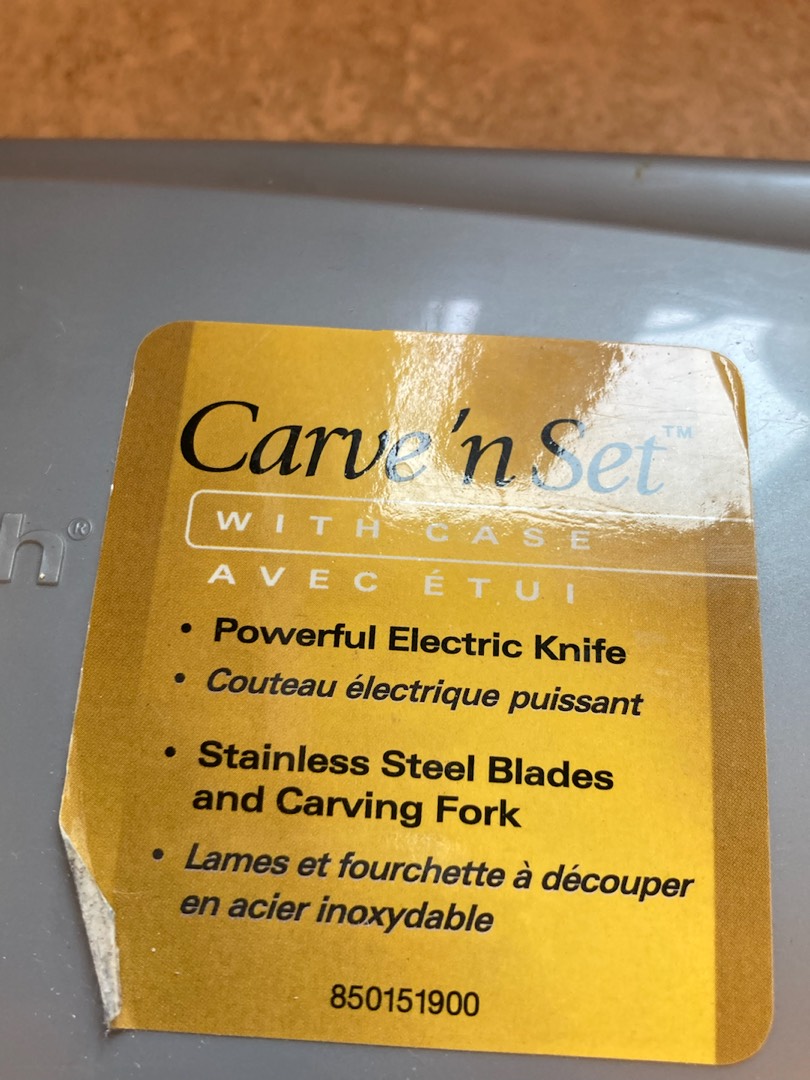 Carve 'n Set™
WITH CASE
AVEC ÉTUI
h®
• Powerful Electric Knife
• Couteau électrique puissant
• Stainless Steel Blades
and Carving Fork
• Lames et fourchette à découper
en acier inoxydable
850151900